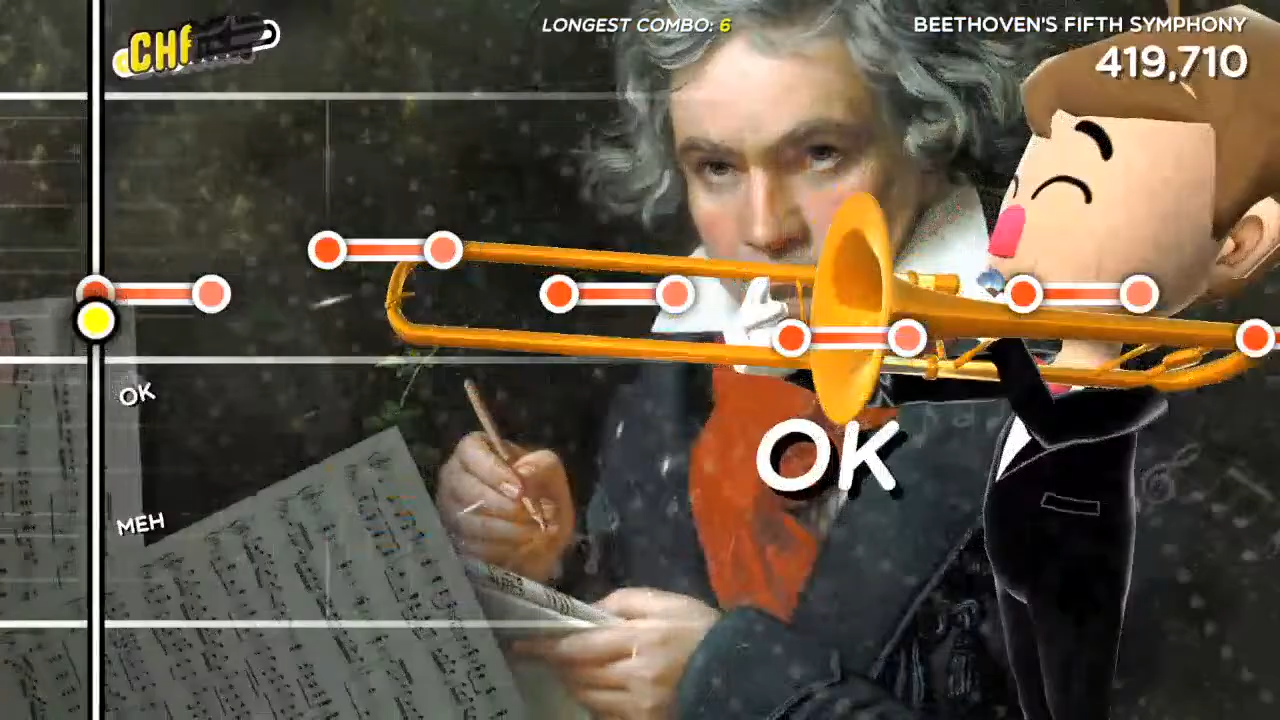 LONGEST COMBO: 6
BEETHOVEN'S FIFTH SYMPHONY
419,710
OK
OK
MEH